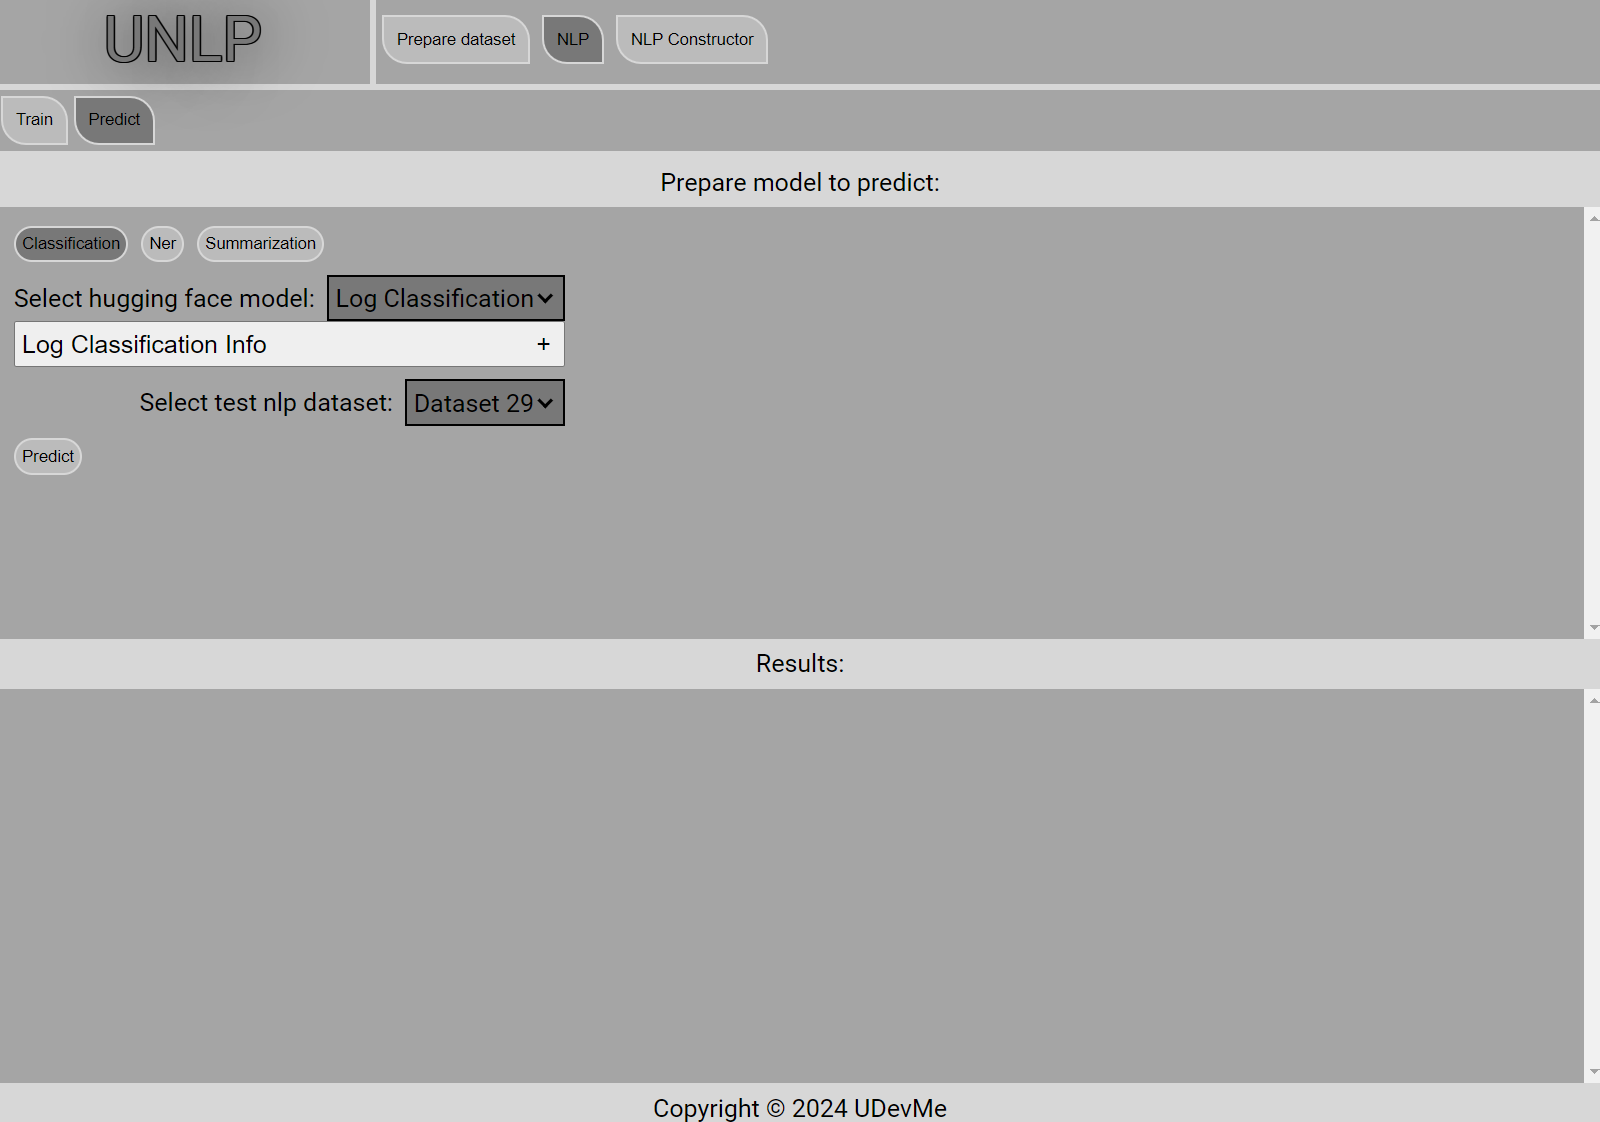 UNLP
Prepare dataset
NLP
NLP Constructor
Train
Predict
Prepare model to predict:
Classification
Ner
Summarization
Select hugging face model:
Log Classification
Log Classification Info
+
Select test nlp dataset:
Dataset 29
Predict
Results:
Copyright © 2024 UDevMe